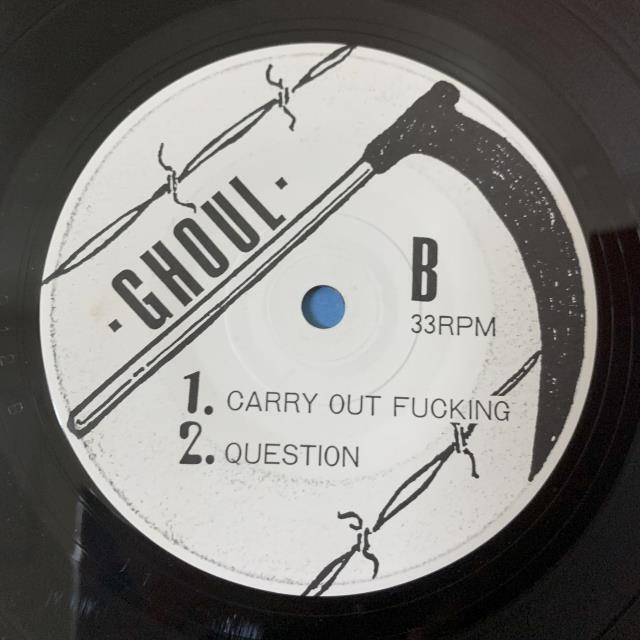 ·GHOUL·
B
33RPM
1. CARRY OUT FUCKING
2. QUESTION